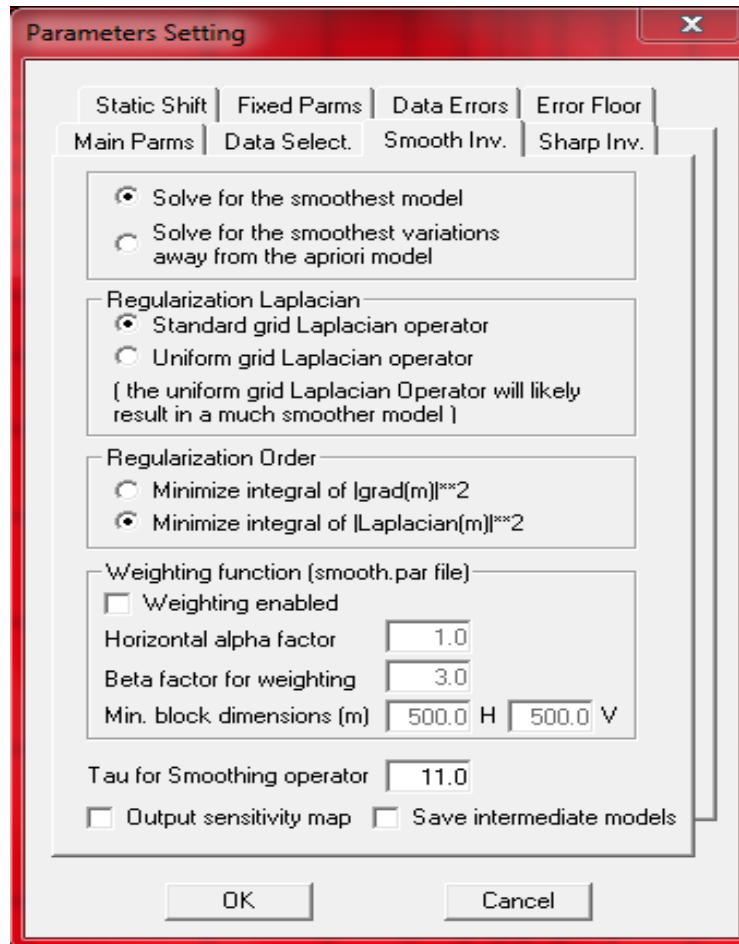 Parameters Setting
X
Static Shift Fixed Parms Data Errors Error Floor
Main Parms Data Select. Smooth Inv. Sharp Inv.
Solve for the smoothest model
Solve for the smoothest variations
away from the apriori model
Regularization Laplacian
Standard grid Laplacian operator
Uniform grid Laplacian operator
( the uniform grid Laplacian Operator will likely
result in a much smoother model )
Regularization Order
Minimize integral of |grad(m)|**2
Minimize integral of |Laplacian(m)|**2
Weighting function (smooth.par file)
Weighting enabled
Horizontal alpha factor 1.0
Beta factor for weighting 3.0
Min. block dimensions (m) 500.0 H 500.0 V
Tau for Smoothing operator 11.0
Output sensitivity map Save intermediate models
OK Cancel